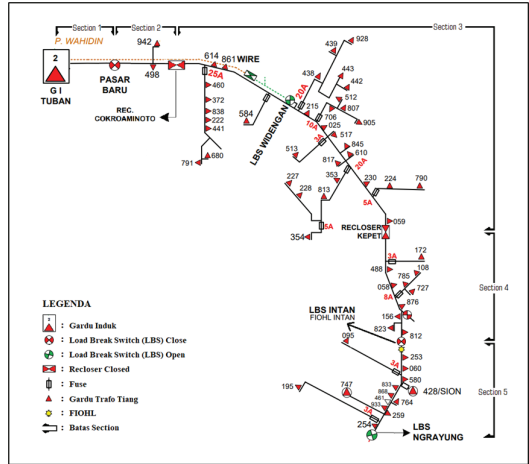 Section 1
Section 2
Section 3
P. WAHIDIN
942
2
G I
TUBAN
PASAR
BARU
498
REC.
COKROAMINOTO
614
861
WIRE
25A
460
372
838
222
441
791
680
584
LBS WIDENGAN
928
439
438
20A
443
442
512
807
215
706
10A
025
905
3A
517
513
845
610
817
20A
353
227
228
813
5A
354
230
224
790
5A
059
RECLOSER
KEPET
172
3A
488
108
785
058
727
8A
876
Section 4
LBS INTAN
FIOHL INTAN
156
823
812
095
253
3A
060
580
195
747
833
868
461
933
764
428/SION
3A
259
254
LBS
NGRAYUNG
Section 5
LEGENDA
2
: Gardu Induk
: Load Break Switch (LBS) Close
: Load Break Switch (LBS) Open
: Recloser Closed
: Fuse
: Gardu Trafo Tiang
: FIOHL
: Batas Section